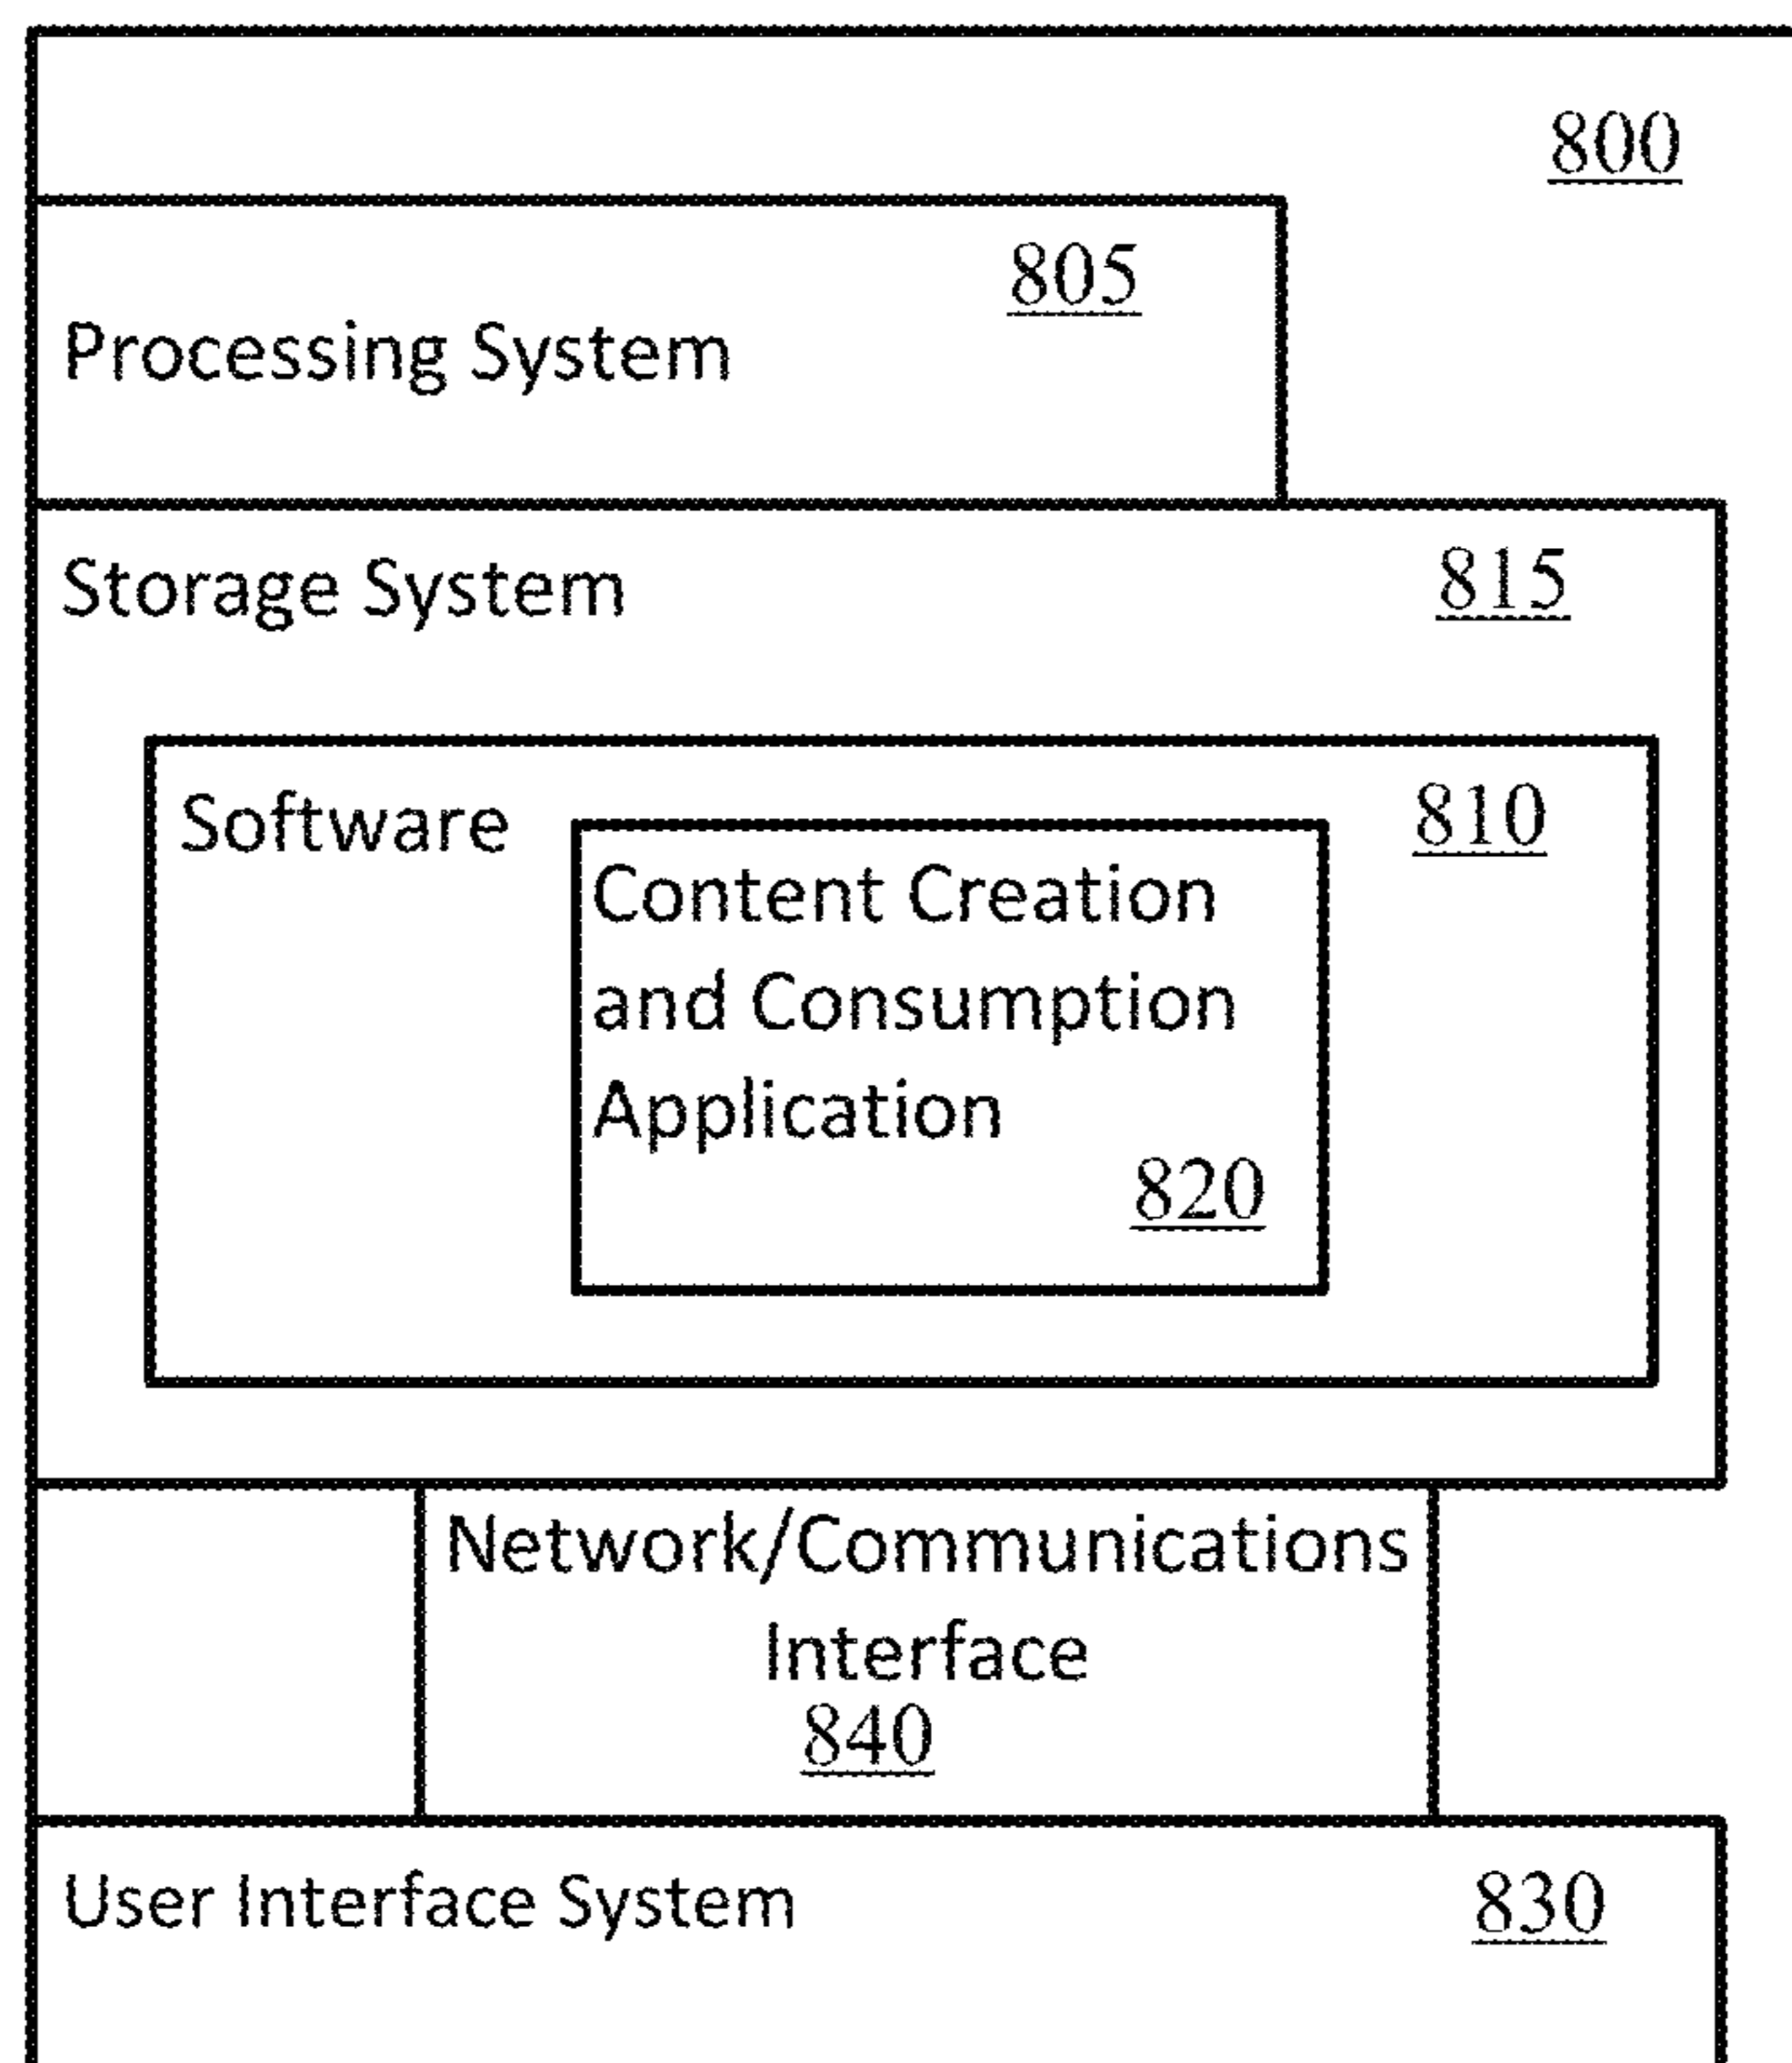 800
805
Processing System
Storage System 815
Software 810
Content Creation
and Consumption
Application
820
Network/Communications
Interface
840
User Interface System 830